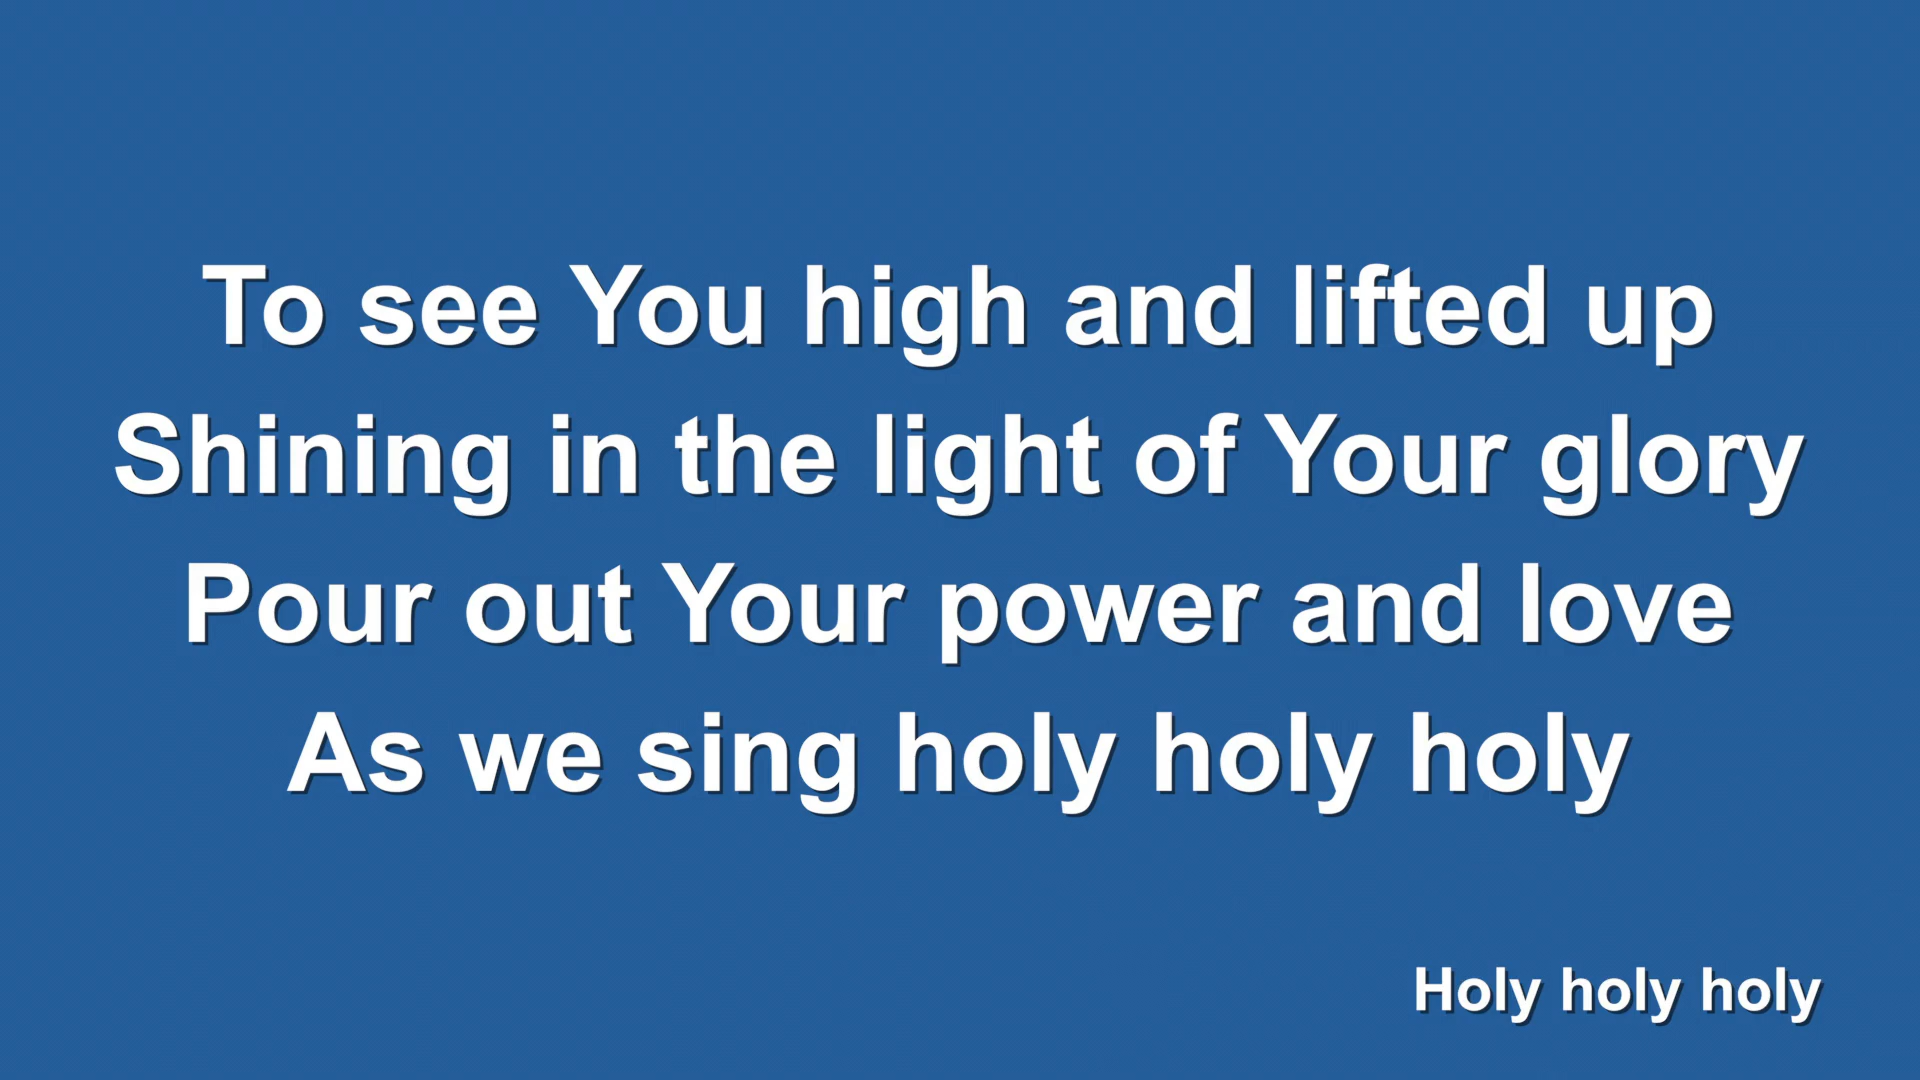 To see You high and lifted up
Shining in the light of Your glory
Pour out Your power and love
As we sing holy holy holy
Holy holy holy